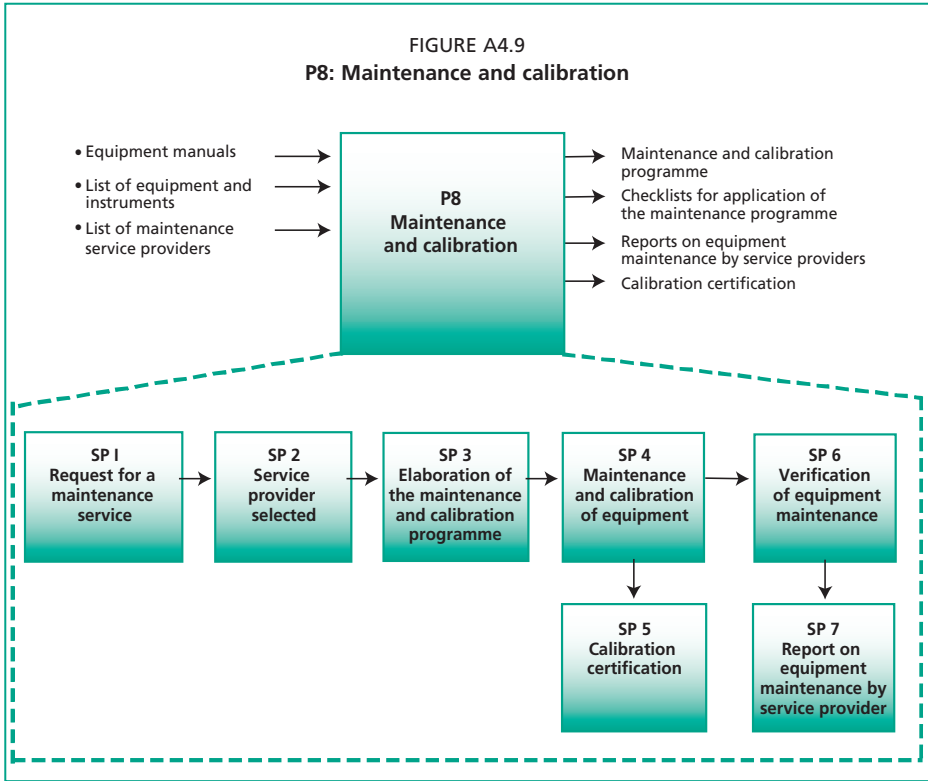 FIGURE A4.9
P8: Maintenance and calibration
• Equipment manuals
• List of equipment and
instruments
• List of maintenance
service providers
P8
Maintenance
and calibration
Maintenance and calibration
programme
Checklists for application of
the maintenance programme
Reports on equipment
maintenance by service providers
Calibration certification
SP I
Request for a
maintenance
service
SP 2
Service
provider
selected
SP 3
Elaboration of
the maintenance
and calibration
programme
SP 4
Maintenance
and calibration
of equipment
SP 6
Verification
of equipment
maintenance
SP 5
Calibration
certification
SP 7
Report on
equipment
maintenance by
service provider